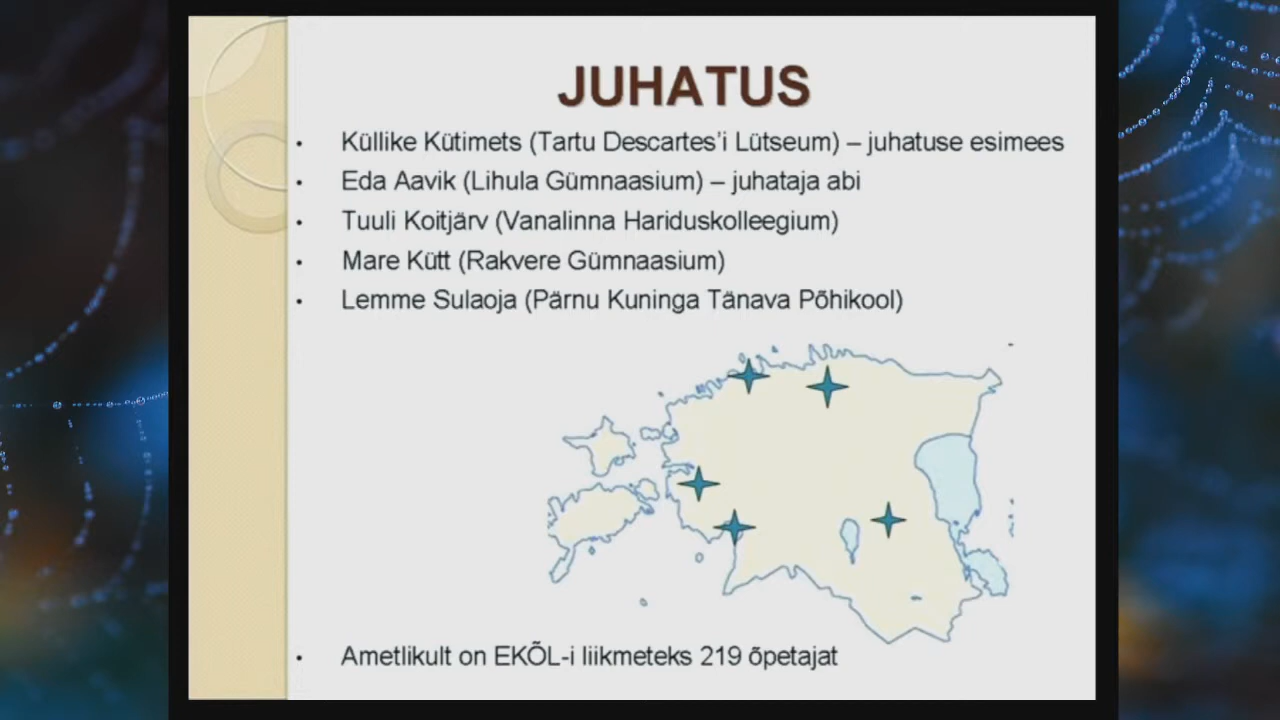 JUHATUS
Küllike Kütimets (Tartu Descartes'i Lütseum) – juhatuse esimees
Eda Aavik (Lihula Gümnaasium) – juhataja abi
Tuuli Koitjärv (Vanalinna Hariduskolleegium)
Mare Kütt (Rakvere Gümnaasium)
Lemme Sulaoja (Pärnu Kuninga Tänava Põhikool)
Ametlikult on EKÕL-i liikmeteks 219 õpetajat